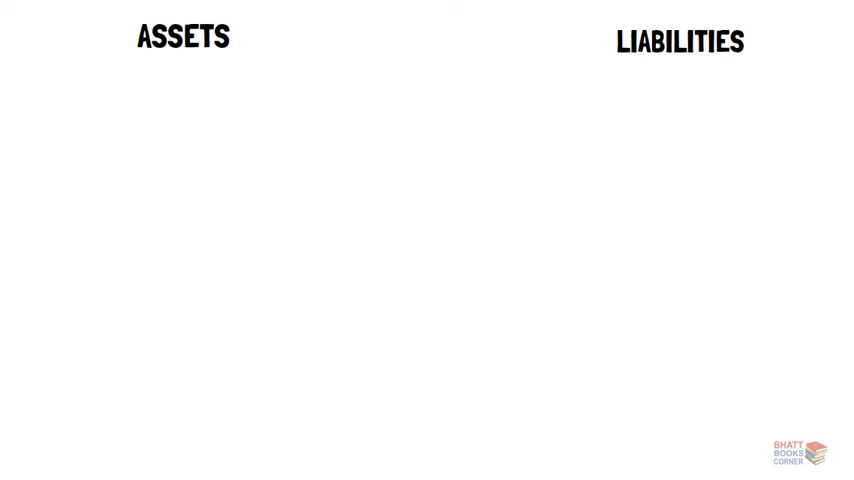 ASSETS
LIABILITIES
BHATT
BOOKS
CORNER